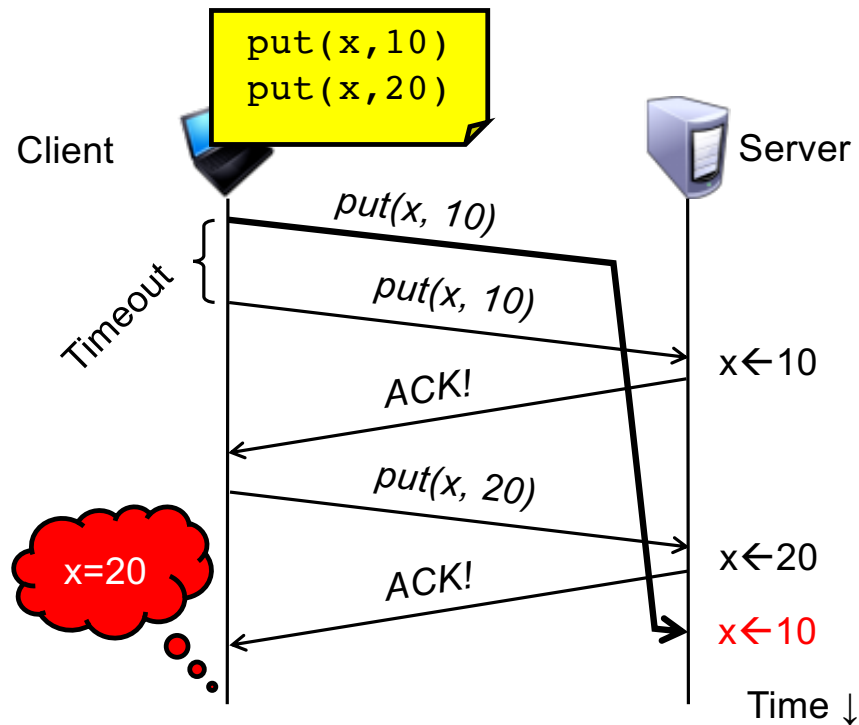 put(x,10)
put(x,20)
Client
Server
put(x, 10)
Timeout
put(x, 10)
x←10
ACK!
put(x, 20)
x=20
x←20
ACK!
x←10
Time ↓